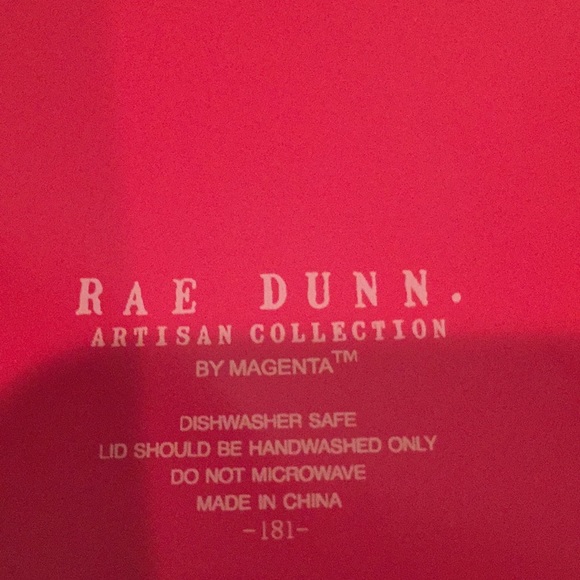 RAE DUNN.
ARTISAN COLLECTION
BY MAGENTA™
DISHWASHER SAFE
LID SHOULD BE HANDWASHED ONLY
DO NOT MICROWAVE
MADE IN CHINA
-181-